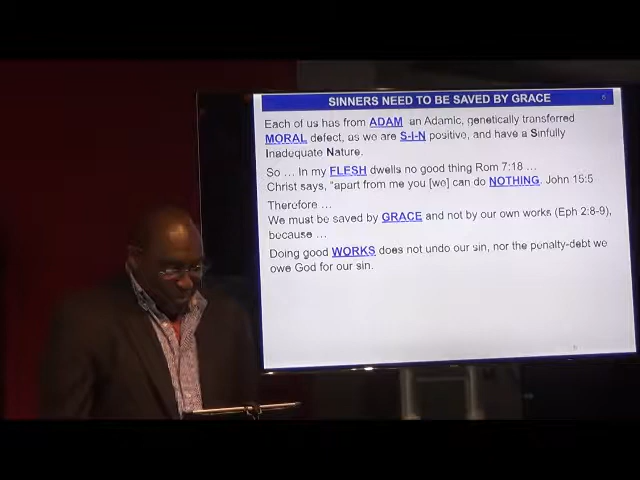 SINNERS NEED TO BE SAVED BY GRACE 6
Each of us has from ADAM an Adamic, genetically transferred
MORAL defect, as we are S-I-N positive, and have a Sinfully
Inadequate Nature.
So ... In my FLESH dwells no good thing Rom 7:18 ...
Christ says, "apart from me you [we] can do NOTHING. John 15:5
Therefore ...
We must be saved by GRACE and not by our own works (Eph 2:8-9),
because ...
Doing good WORKS does not undo our sin, nor the penalty-debt we
owe God for our sin.
6